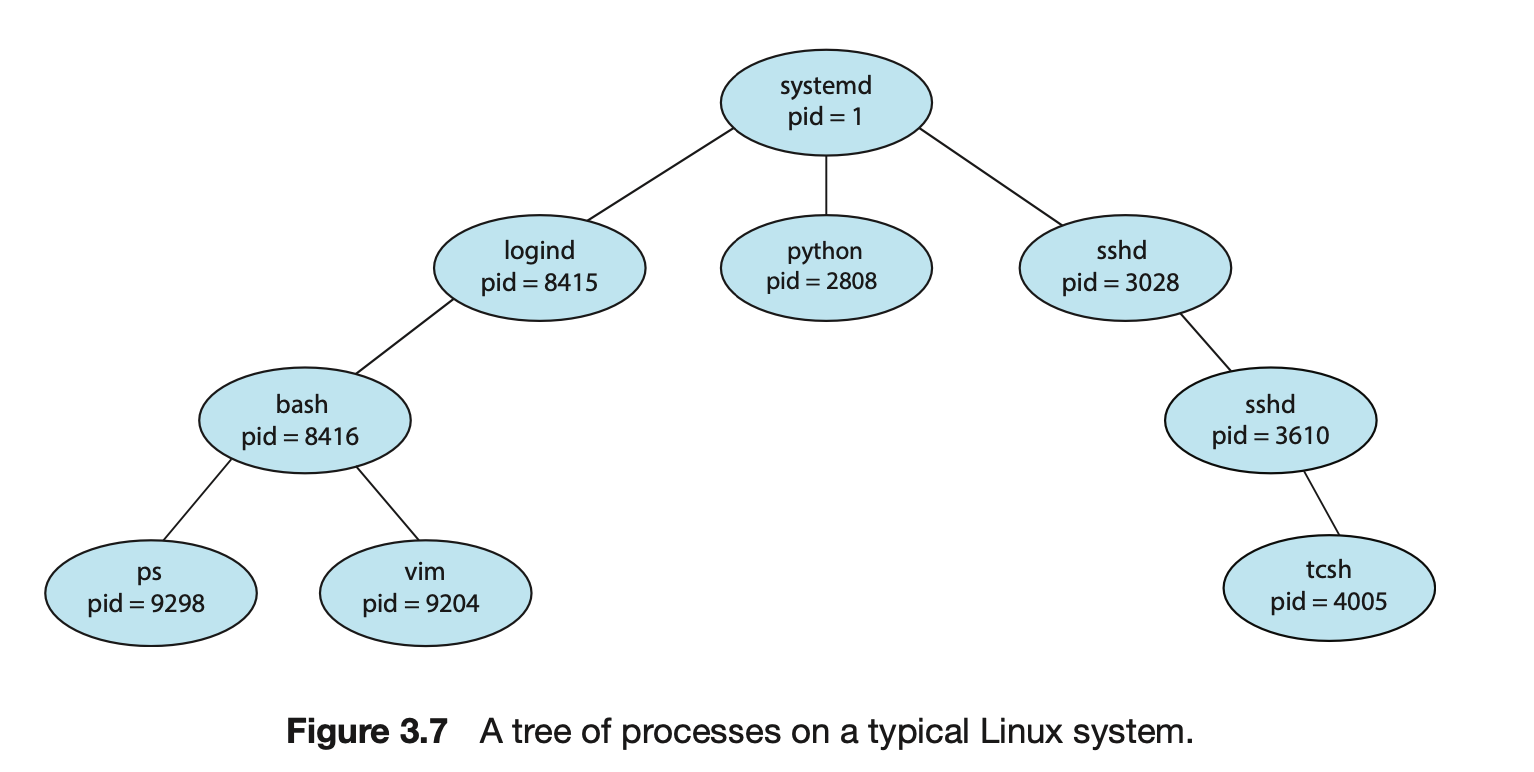 systemd
pid = 1
logind
pid = 8415
python
pid = 2808
sshd
pid = 3028
bash
pid = 8416
sshd
pid = 3610
ps
pid = 9298
vim
pid = 9204
tcsh
pid = 4005
Figure 3.7 A tree of processes on a typical Linux system.